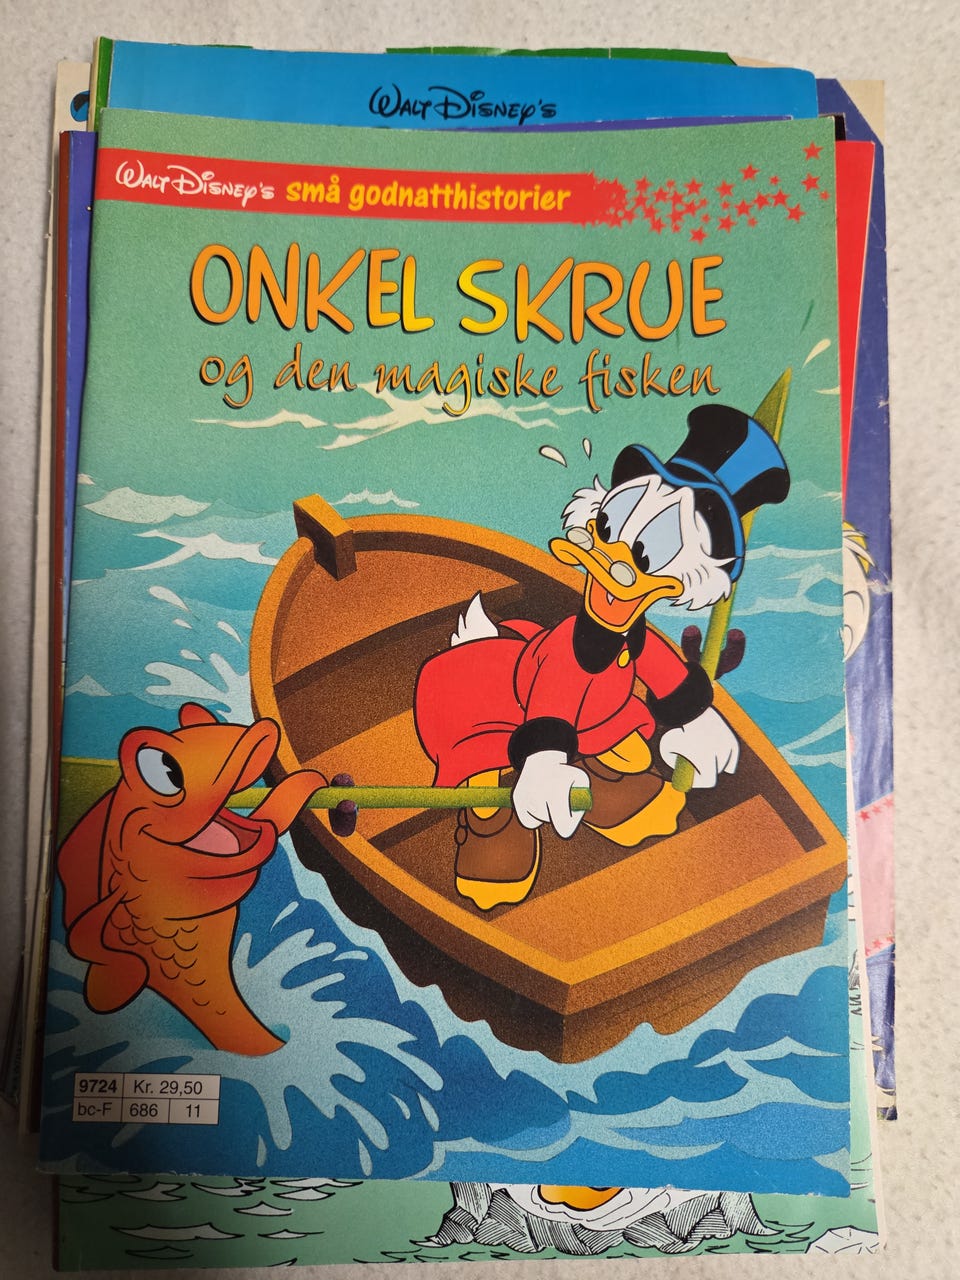 WALT DISNEY'S
WALT DISNEY'S små godnatthistorier
ONKEL SKRUE
og den magiske fisken
9724 Kr. 29,50
bc-F 686 11